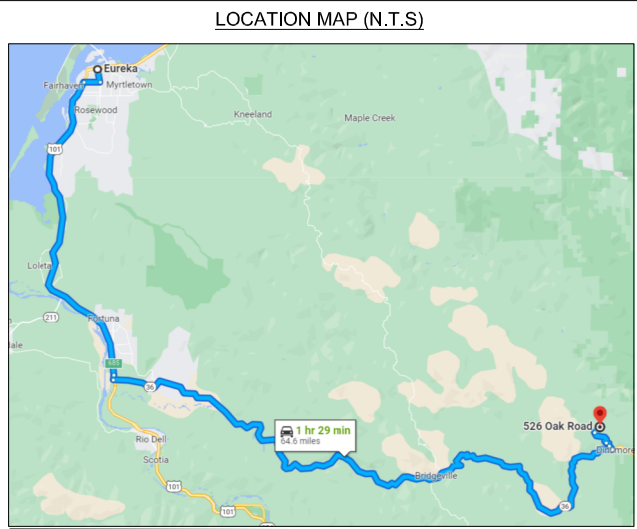 LOCATION MAP (N.T.S)
Eureka
Fairhaven
Myrtletown
Rosewood
Kneeland
Maple Creek
101
Loleta
211
Fortuna
36
526 Oak Road
1 hr 29 min
64.6 miles
Rio Dell
Scotia
Bridgeville
Dinsmore
101
36
101